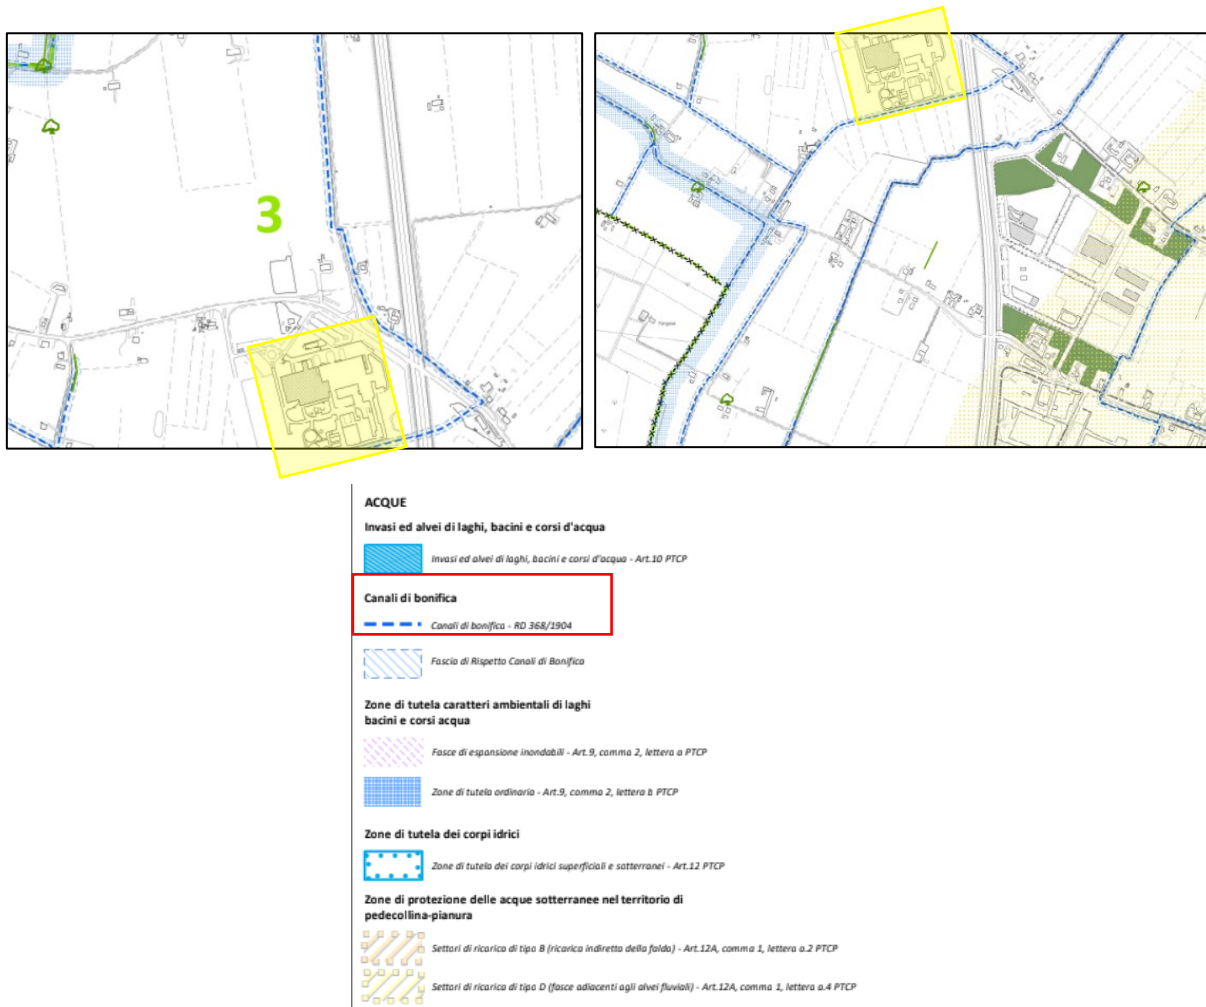 3
ACQUE
Invasi ed alvei di laghi, bacini e corsi d'acqua
Invasi ed alvei di laghi, bacini e corsi d'acqua - Art.10 PTCP
Canali di bonifica
Canali di bonifica - RD 368/1904
Fascia di Rispetto Canali di Bonifica
Zone di tutela caratteri ambientali di laghi
bacini e corsi acqua
Fasce di espansione inondabili - Art.9, comma 2, lettera a PTCP
Zone di tutela ordinaria - Art.9, comma 2, lettera b PTCP
Zone di tutela dei corpi idrici
Zone di tutela dei corpi idrici superficiali e sotterranei - Art.12 PTCP
Zone di protezione delle acque sotterranee nel territorio di
pedecollina-pianura
Settori di ricarica di tipo B (ricarica indiretta della falda) - Art.12A, comma 1, lettera a.2 PTCP
Settori di ricarica di tipo D (fasce adiacenti agli alvei fluviali) - Art.12A, comma 1, lettera a.4 PTCP